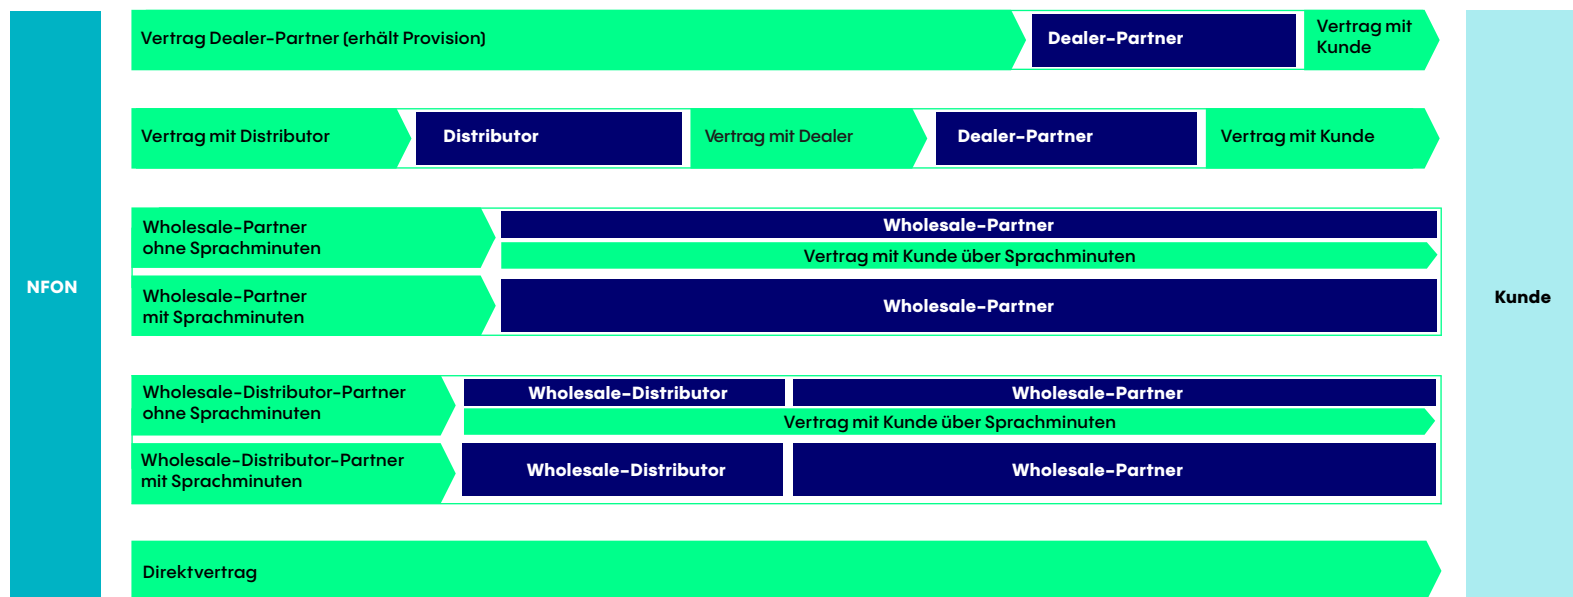 NFON
Vertrag Dealer-Partner (erhält Provision)
Dealer-Partner
Vertrag mit
Kunde
Vertrag mit Distributor
Distributor
Vertrag mit Dealer
Dealer-Partner
Vertrag mit Kunde
Wholesale-Partner
ohne Sprachminuten
Wholesale-Partner
Vertrag mit Kunde über Sprachminuten
Wholesale-Partner
mit Sprachminuten
Wholesale-Partner
Wholesale-Distributor-Partner
ohne Sprachminuten
Wholesale-Distributor
Wholesale-Partner
Vertrag mit Kunde über Sprachminuten
Wholesale-Distributor-Partner
mit Sprachminuten
Wholesale-Distributor
Wholesale-Partner
Direktvertrag
Kunde